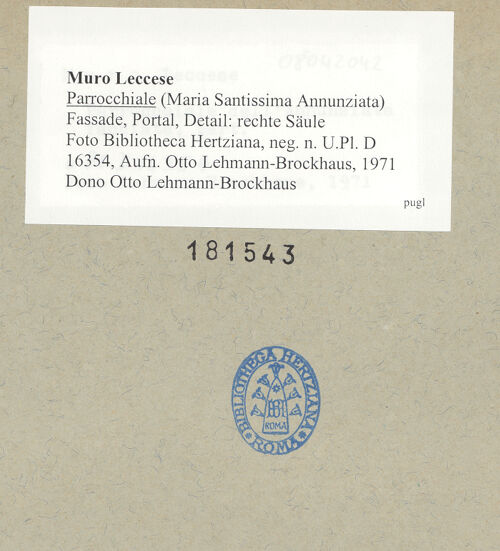 08042042
Muro Leccese
Parrocchiale (Maria Santissima Annunziata)
Fassade, Portal, Detail: rechte Säule
Foto Bibliotheca Hertziana, neg. n. U.Pl. D
16354, Aufn. Otto Lehmann-Brockhaus, 1971
Dono Otto Lehmann-Brockhaus
pugl
181543
BIBLIOTHECA HERTZIANA
ROMA
ROMA